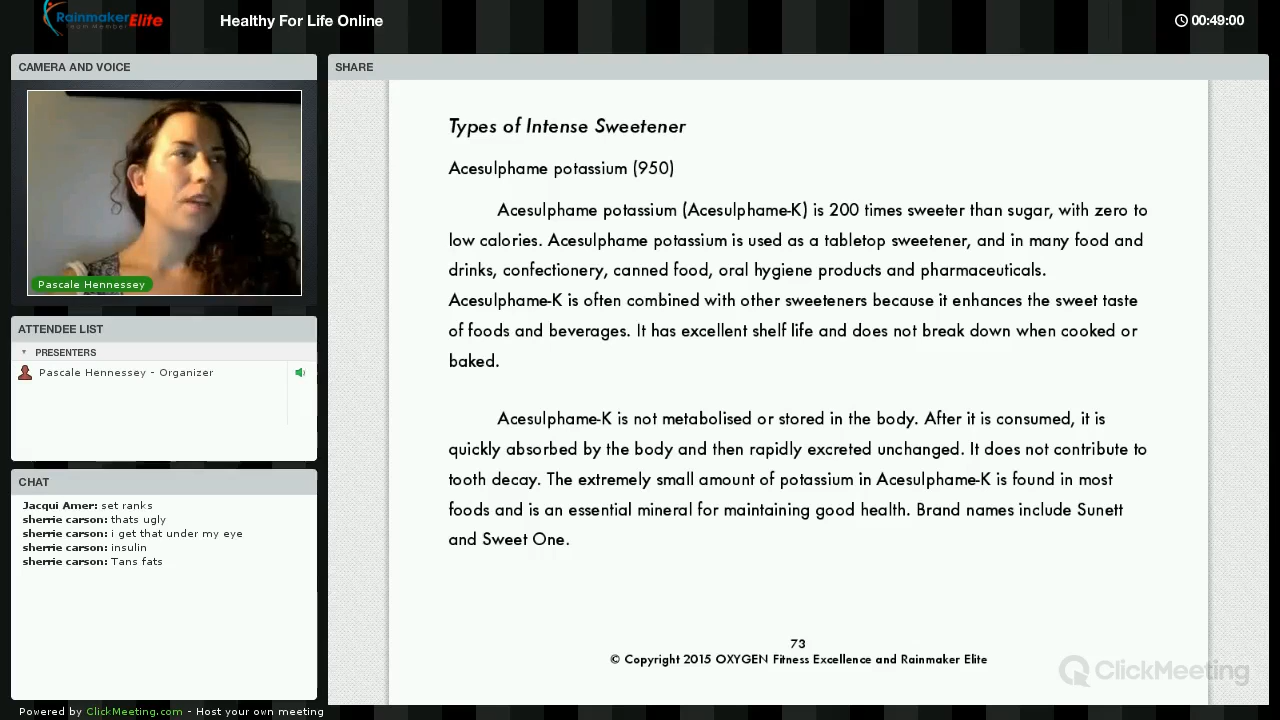 RainmakerElite
Team Member
Healthy For Life Online
00:49:00
CAMERA AND VOICE
Pascale Hennessey
ATTENDEE LIST
PRESENTERS
Pascale Hennessey - Organizer
CHAT
Jacqui Amer: set ranks
sherrie carson: thats ugly
sherrie carson: i get that under my eye
sherrie carson: insulin
sherrie carson: Tans fats
Powered by ClickMeeting.com - Host your own meeting
SHARE
Types of Intense Sweetener
Acesulphame potassium (950)
Acesulphame potassium (Acesulphame-K) is 200 times sweeter than sugar, with zero to
low calories. Acesulphame potassium is used as a tabletop sweetener, and in many food and
drinks, confectionery, canned food, oral hygiene products and pharmaceuticals.
Acesulphame-K is often combined with other sweeteners because it enhances the sweet taste
of foods and beverages. It has excellent shelf life and does not break down when cooked or
baked.
Acesulphame-K is not metabolised or stored in the body. After it is consumed, it is
quickly absorbed by the body and then rapidly excreted unchanged. It does not contribute to
tooth decay. The extremely small amount of potassium in Acesulphame-K is found in most
foods and is an essential mineral for maintaining good health. Brand names include Sunett
and Sweet One.
73
© Copyright 2015 OXYGEN Fitness Excellence and Rainmaker Elite
ClickMeeting